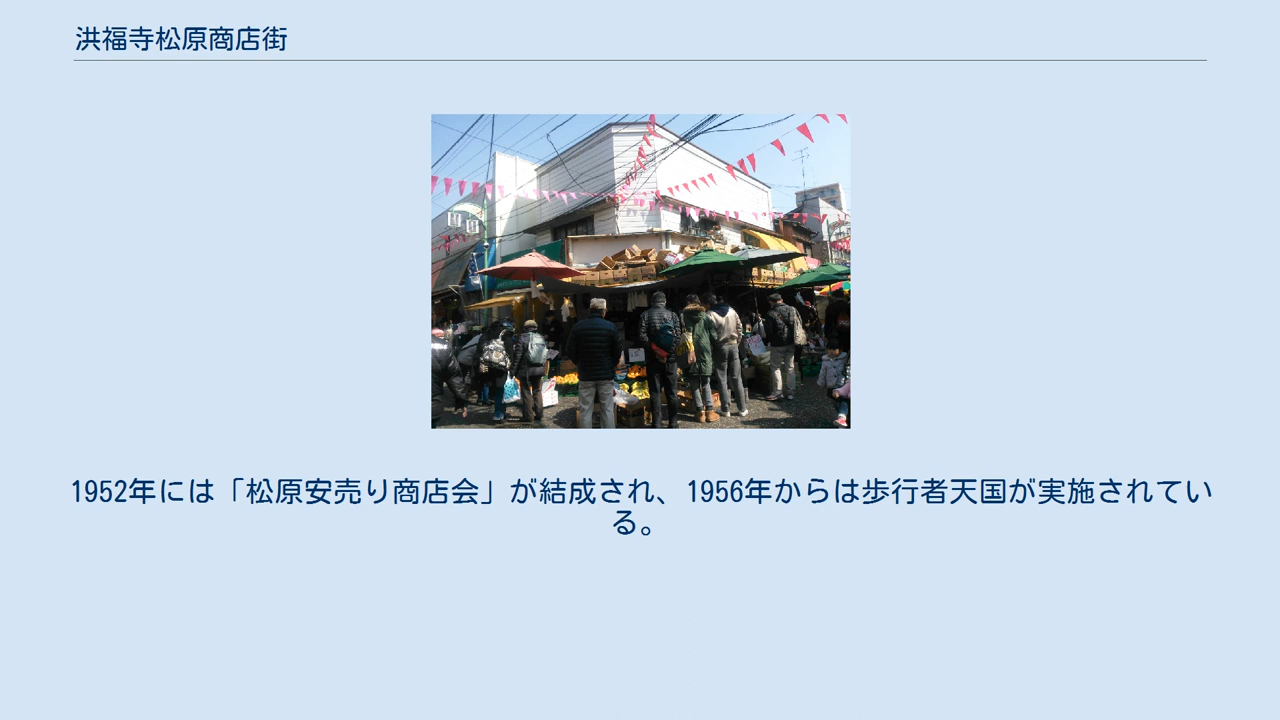 洪福寺松原商店街
1952年には「松原安売り商店会」が結成され、1956年からは歩行者天国が実施されてい
る。